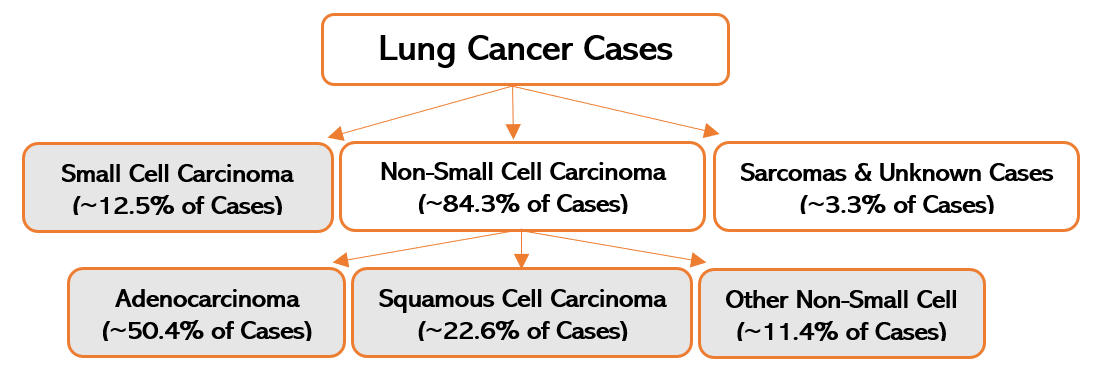 Lung Cancer Cases
Small Cell Carcinoma
(~12.5% of Cases)
Non-Small Cell Carcinoma
(~84.3% of Cases)
Sarcomas & Unknown Cases
(~3.3% of Cases)
Adenocarcinoma
(~50.4% of Cases)
Squamous Cell Carcinoma
(~22.6% of Cases)
Other Non-Small Cell
(~11.4% of Cases)